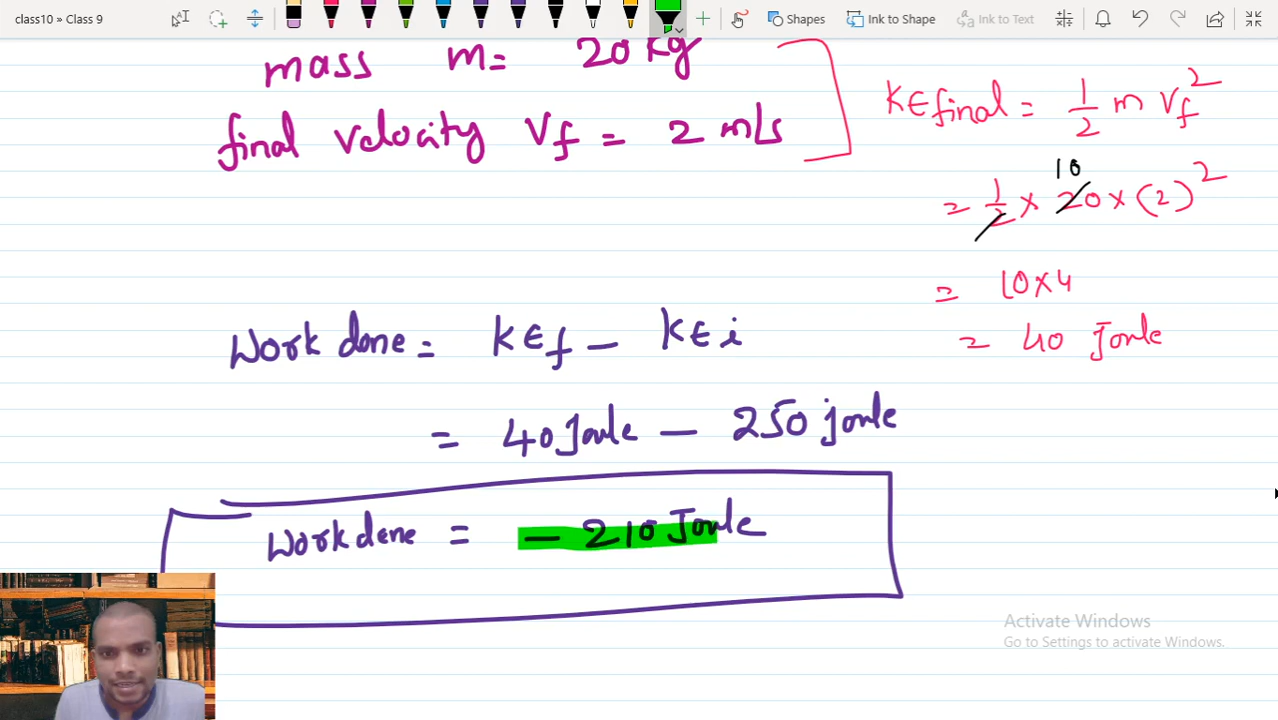 class10 » Class 9
Shapes
Ink to Shape
Ink to Text
mass m= 20 kg
final velocity Vf = 2 m/s
KEfinal = 1/2 m Vf²
10
= 1/2 × 20 × (2)²
= 10×4
= 40 Joule
Work done = KEf – KEi
= 40 Joule – 250 joule
Work done = – 210 Joule
Activate Windows
Go to Settings to activate Windows.